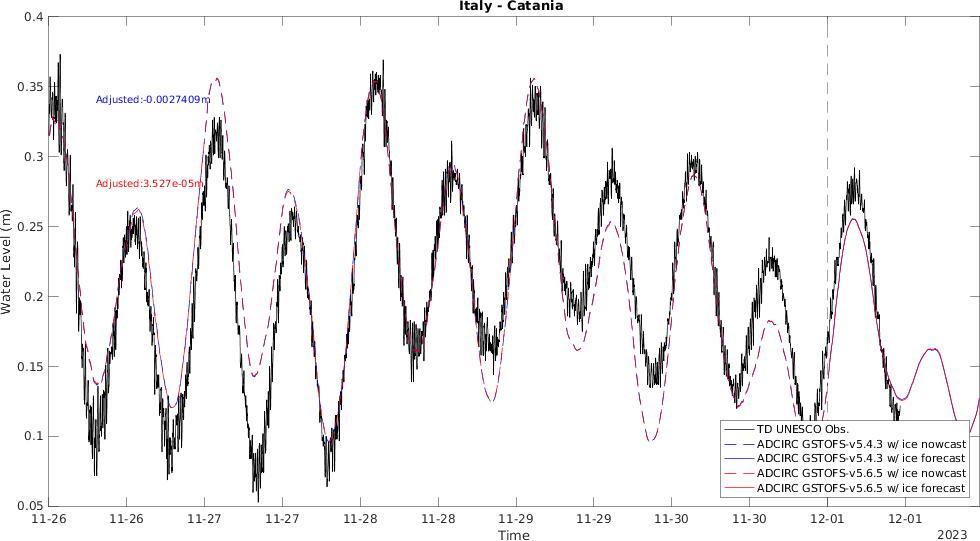 Italy - Catania
0.4
0.35
0.3
0.25
0.2
0.15
0.1
0.05
Water Level (m)
Adjusted:-0.0027409m
Adjusted:3.527e-05m
TD UNESCO Obs.
ADCIRC GSTOFS-v5.4.3 w/ ice nowcast
ADCIRC GSTOFS-v5.4.3 w/ ice forecast
ADCIRC GSTOFS-v5.6.5 w/ ice nowcast
ADCIRC GSTOFS-v5.6.5 w/ ice forecast
11-26 11-26 11-27 11-27 11-28 11-28 11-29 11-29 11-30 11-30 12-01 12-01
Time
2023